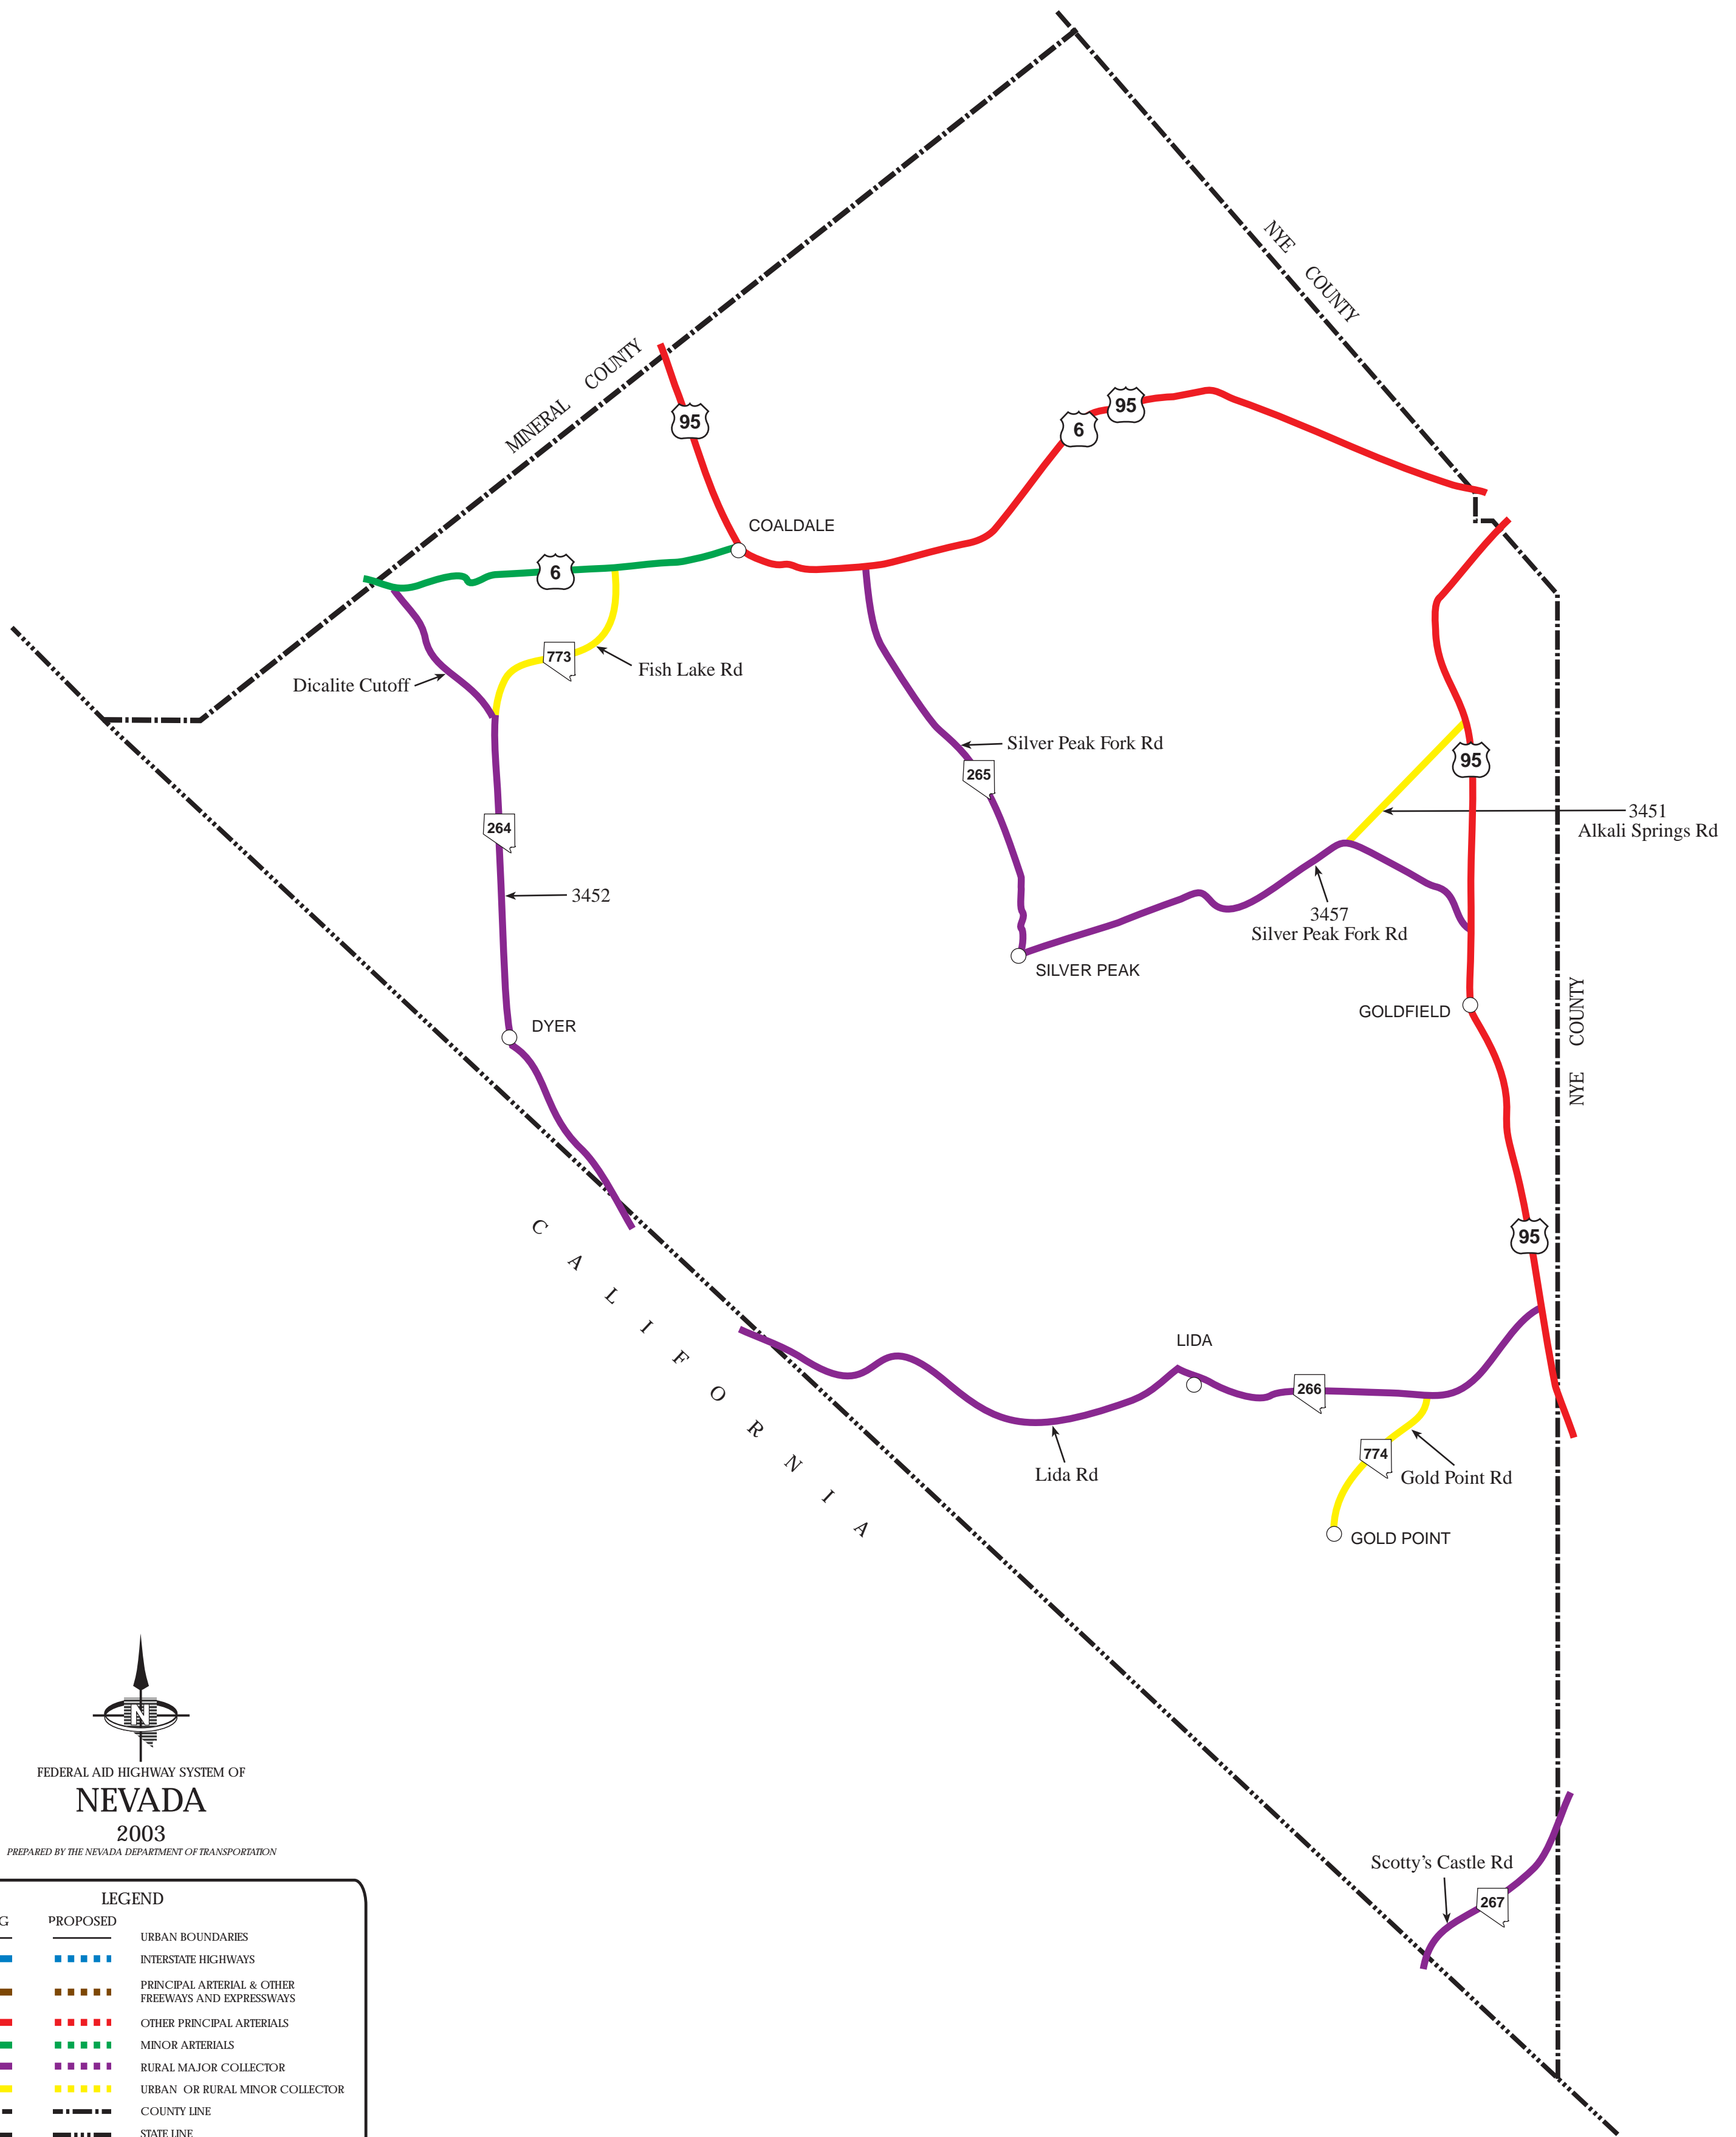 NYE COUNTY
MINERAL COUNTY
95
6
95
COALDALE
6
773
Fish Lake Rd
Dicalite Cutoff
Silver Peak Fork Rd
265
95
264
3451
Alkali Springs Rd
3452
3457
Silver Peak Fork Rd
SILVER PEAK
GOLDFIELD
DYER
NYE COUNTY
CALIFORNIA
95
LIDA
266
Lida Rd
774
Gold Point Rd
GOLD POINT
N
FEDERAL AID HIGHWAY SYSTEM OF
NEVADA
2003
PREPARED BY THE NEVADA DEPARTMENT OF TRANSPORTATION
Scotty's Castle Rd
267
LEGEND
G PROPOSED
URBAN BOUNDARIES
INTERSTATE HIGHWAYS
PRINCIPAL ARTERIAL & OTHER
FREEWAYS AND EXPRESSWAYS
OTHER PRINCIPAL ARTERIALS
MINOR ARTERIALS
RURAL MAJOR COLLECTOR
URBAN OR RURAL MINOR COLLECTOR
COUNTY LINE
STATE LINE